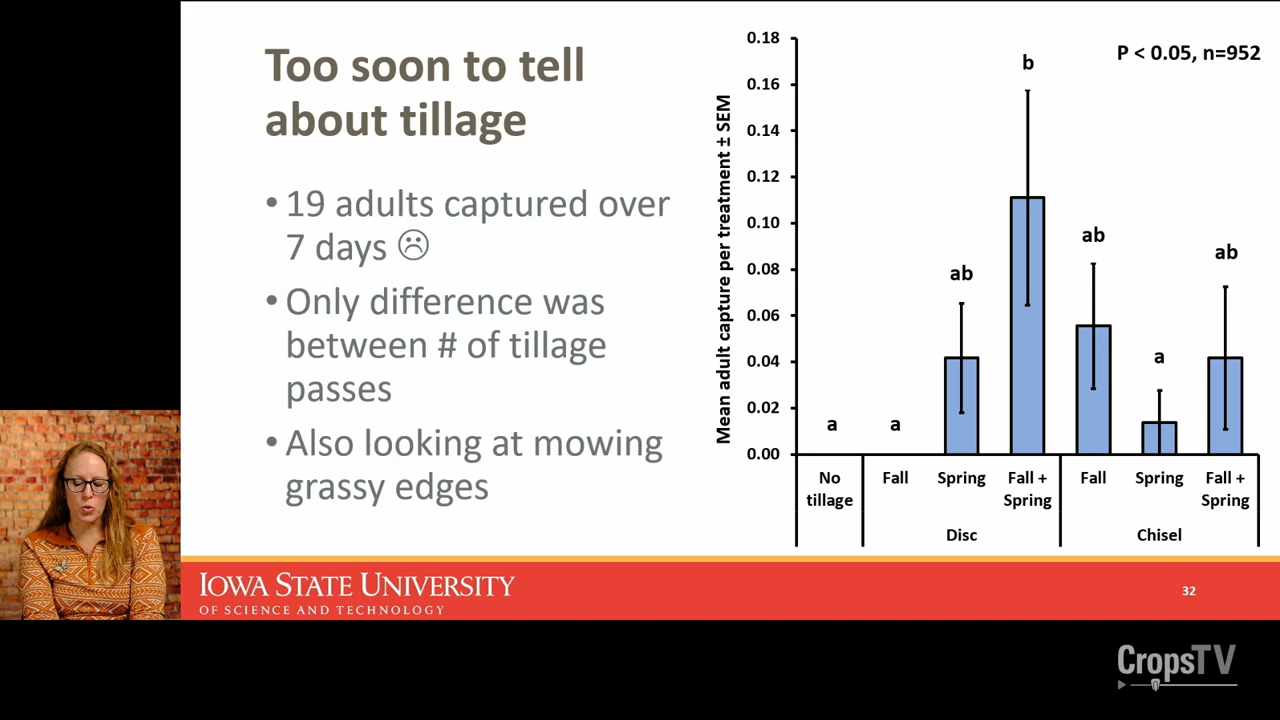 Too soon to tell
about tillage
• 19 adults captured over
7 days ☹
• Only difference was
between # of tillage
passes
• Also looking at mowing
grassy edges
P < 0.05, n=952
Mean adult capture per treatment ± SEM
0.18
0.16
0.14
0.12
0.10
0.08
0.06
0.04
0.02
0.00
a
a
ab
b
ab
a
ab
No
tillage
Fall
Spring
Fall +
Spring
Fall
Spring
Fall +
Spring
Disc
Chisel
IOWA STATE UNIVERSITY
OF SCIENCE AND TECHNOLOGY
32
CropsTV